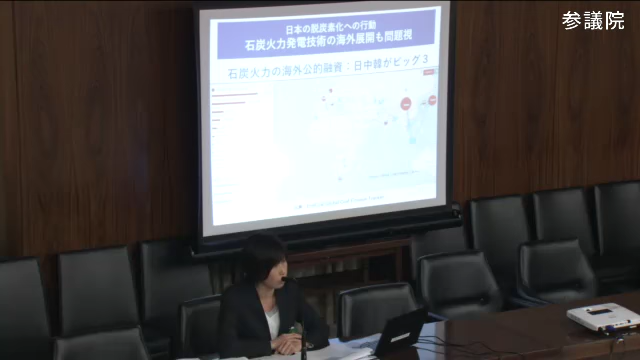 参議院
日本の脱炭素化への行動
石炭火力発電技術の海外展開も問題視
石炭火力の海外公的融資:日中韓がビッグ3